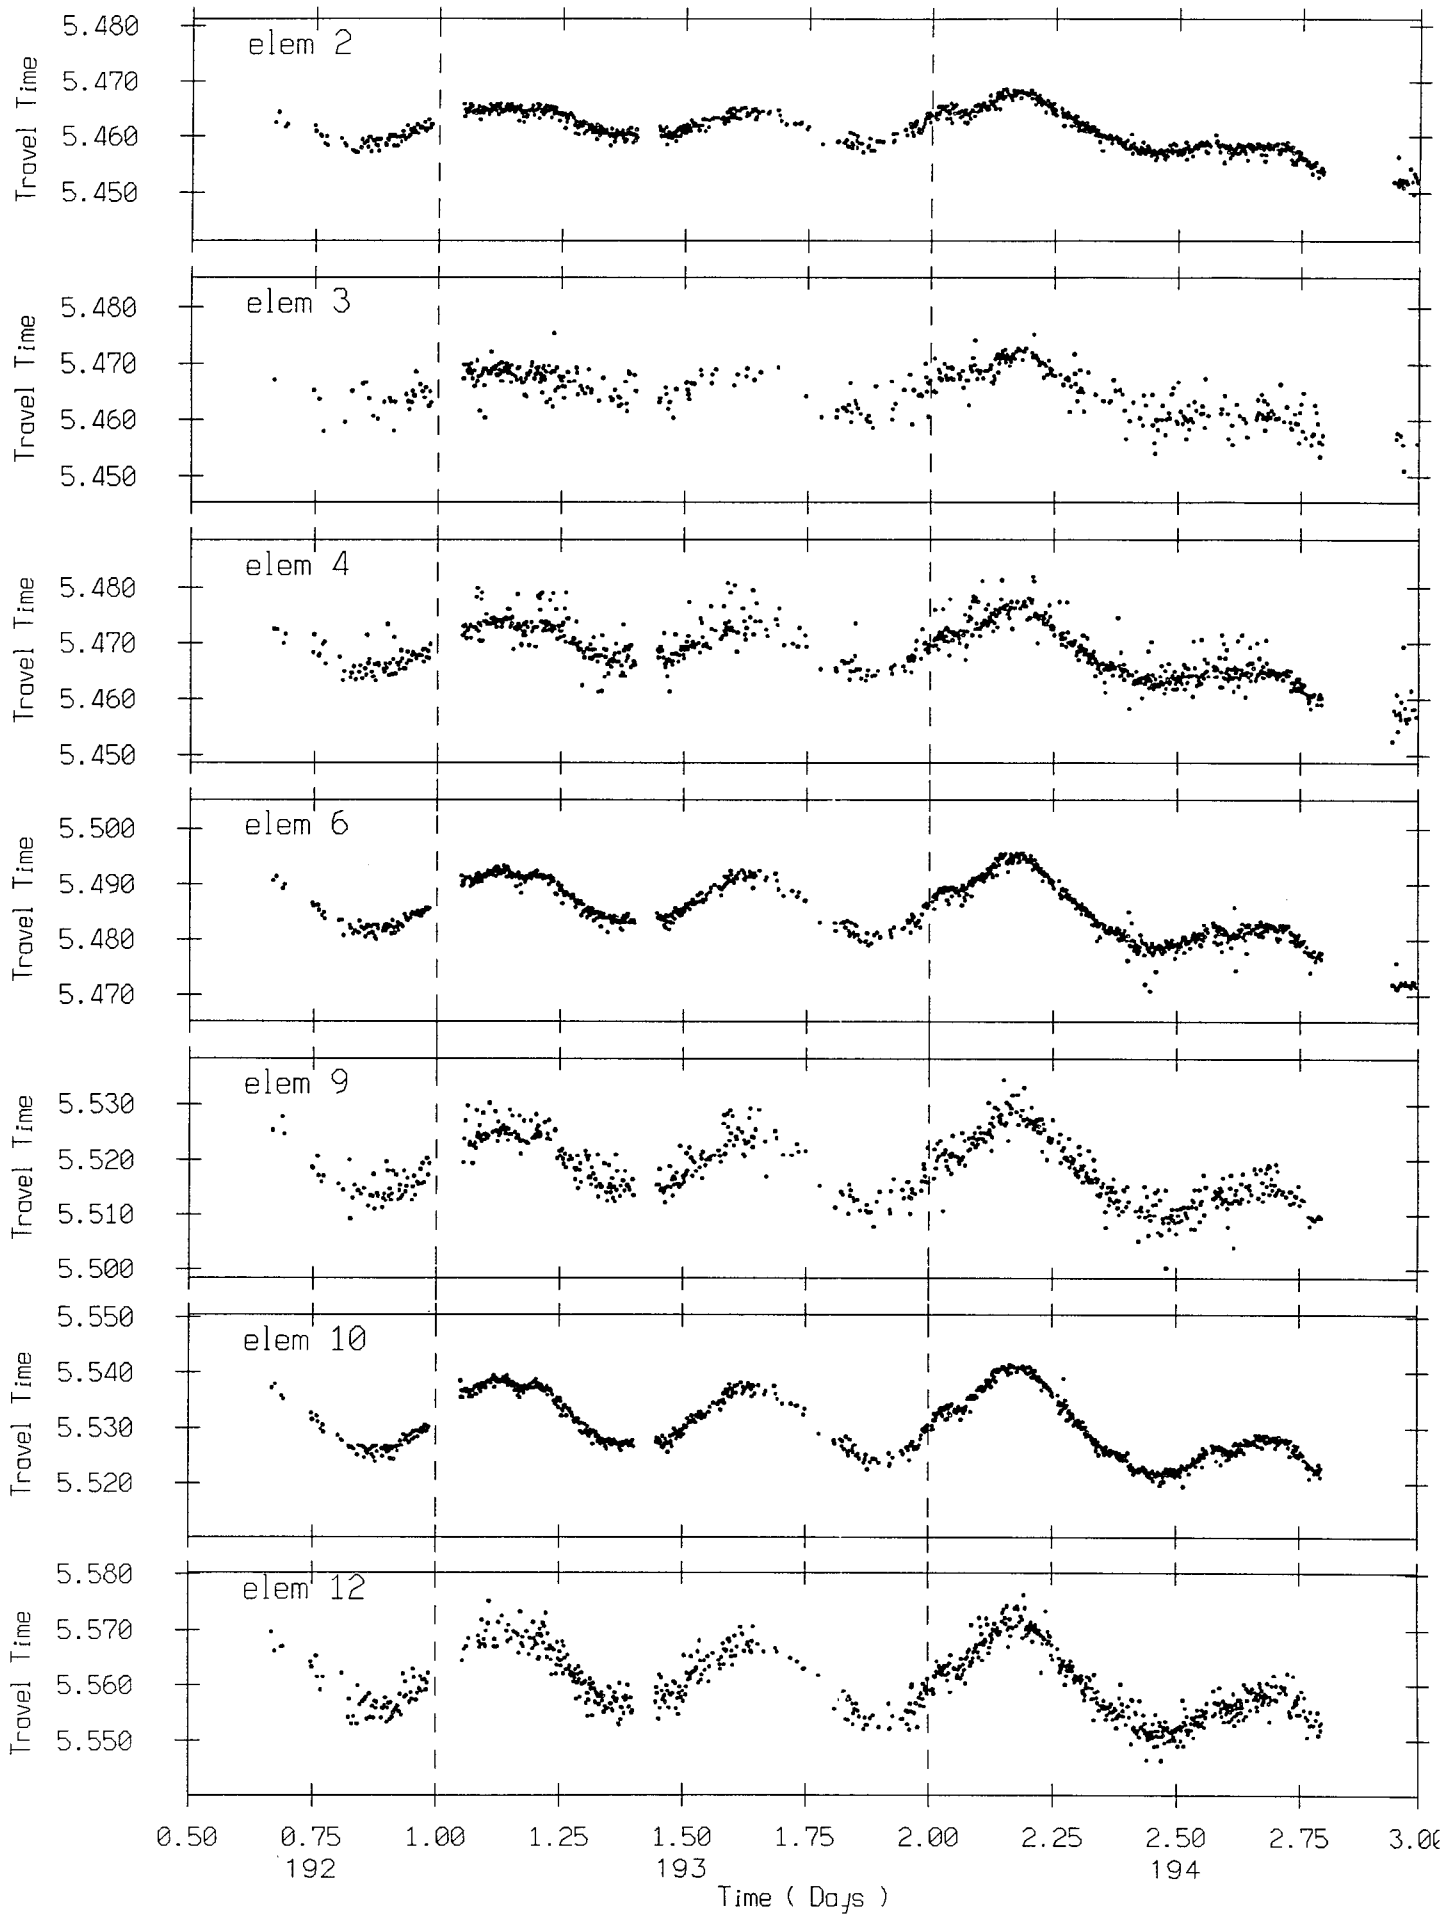 elem 2
5.480
5.470
5.460
5.450
Travel Time
elem 3
5.480
5.470
5.460
5.450
Travel Time
elem 4
5.480
5.470
5.460
5.450
Travel Time
elem 6
5.500
5.490
5.480
5.470
Travel Time
elem 9
5.530
5.520
5.510
5.500
Travel Time
elem 10
5.550
5.540
5.530
5.520
Travel Time
elem 12
5.580
5.570
5.560
5.550
Travel Time
0.50 0.75 1.00 1.25 1.50 1.75 2.00 2.25 2.50 2.75 3.00
192 193 194
Time ( Days )